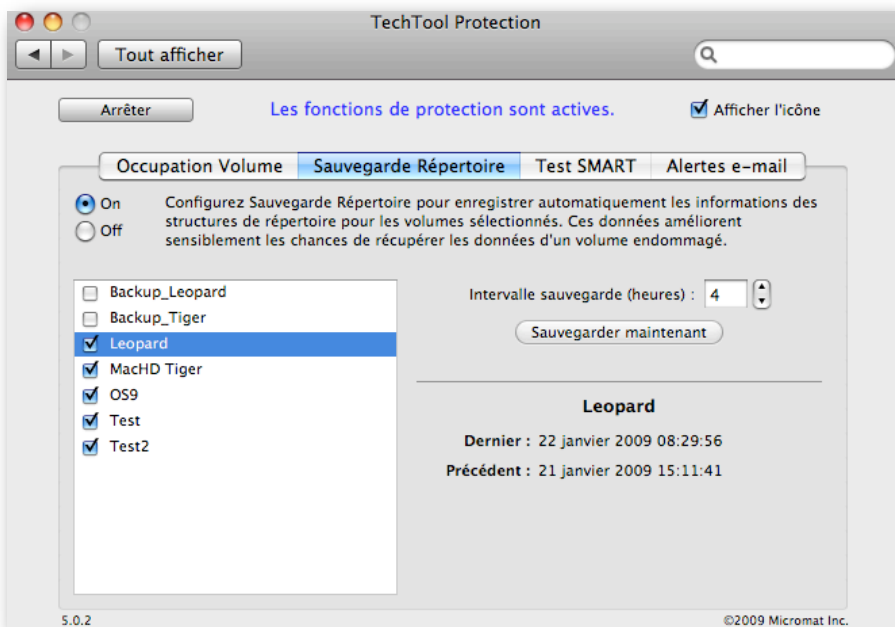 TechTool Protection
Tout afficher
Arrêter
Les fonctions de protection sont actives.
Afficher l'icône
Occupation Volume
Sauvegarde Répertoire
Test SMART
Alertes e-mail
On
Off
Configurez Sauvegarde Répertoire pour enregistrer automatiquement les informations des
structures de répertoire pour les volumes sélectionnés. Ces données améliorent
sensiblement les chances de récupérer les données d'un volume endommagé.
Backup_Leopard
Backup_Tiger
Leopard
MacHD Tiger
OS9
Test
Test2
Intervalle sauvegarde (heures) : 4
Sauvegarder maintenant
Leopard
Dernier : 22 janvier 2009 08:29:56
Précédent : 21 janvier 2009 15:11:41
5.0.2
©2009 Micromat Inc.